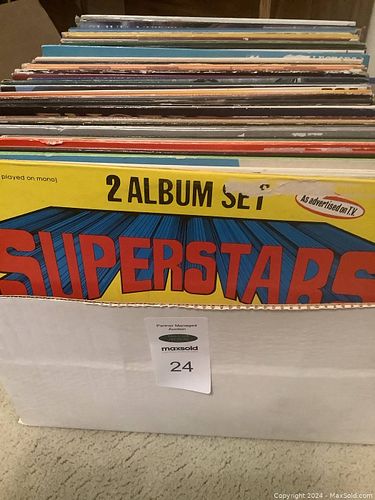 played on mono)
2 ALBUM SET
As advertised on T.V.
SUPERSTARS
Partner Managed
Auction
maxsold
24
Copyright 2024 - MaxSold.com